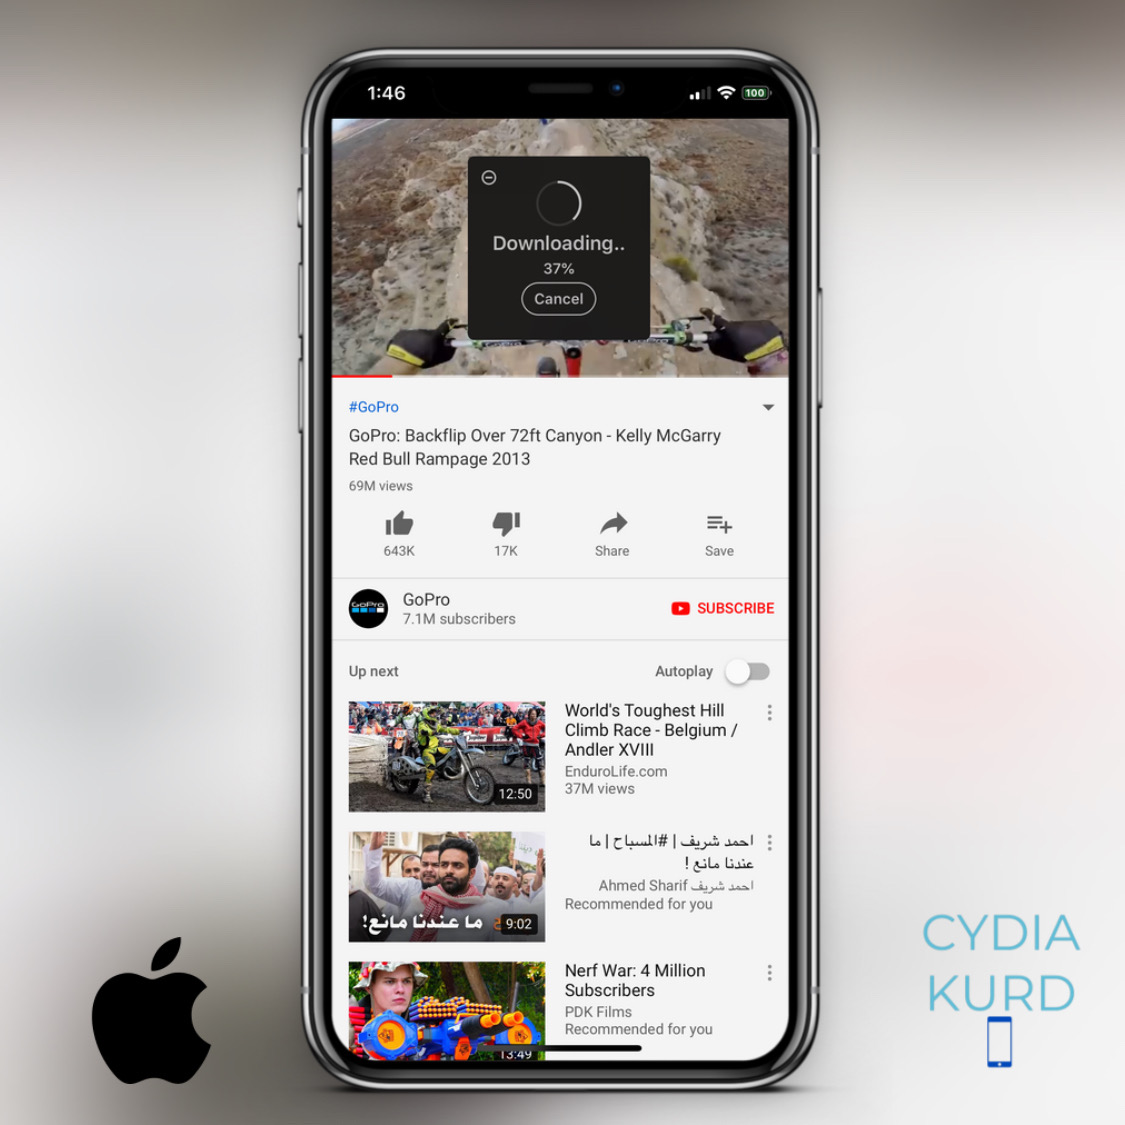 1:46
100
Downloading..
37%
Cancel
#GoPro
GoPro: Backflip Over 72ft Canyon - Kelly McGarry
Red Bull Rampage 2013
69M views
643K
17K
Share
Save
GoPro
GoPro
7.1M subscribers
SUBSCRIBE
Up next
Autoplay
12:50
World's Toughest Hill
Climb Race - Belgium /
Andler XVIII
EnduroLife.com
37M views
ما عندنا مانع!
9:02
احمد شريف | #المسباح | ما
عندنا مانع !
Ahmed Sharif احمد شريف
Recommended for you
13:49
Nerf War: 4 Million
Subscribers
PDK Films
Recommended for you
CYDIA
KURD